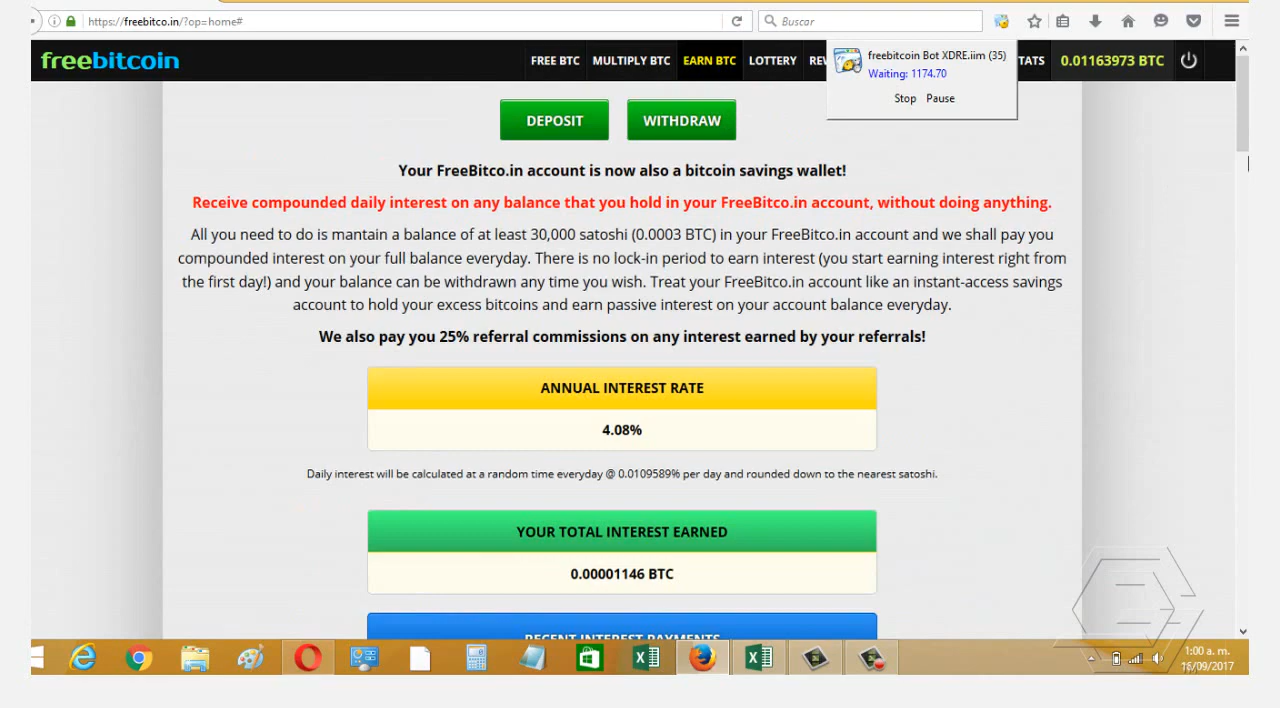 https://freebitco.in/?op=home#
Buscar
freebitcoin
FREE BTC MULTIPLY BTC EARN BTC LOTTERY REW TATS 0.01163973 BTC
freebitcoin Bot XDRE.iim (35)
Waiting: 1174.70
Stop Pause
DEPOSIT WITHDRAW
Your FreeBitco.in account is now also a bitcoin savings wallet!
Receive compounded daily interest on any balance that you hold in your FreeBitco.in account, without doing anything.
All you need to do is mantain a balance of at least 30,000 satoshi (0.0003 BTC) in your FreeBitco.in account and we shall pay you
compounded interest on your full balance everyday. There is no lock-in period to earn interest (you start earning interest right from
the first day!) and your balance can be withdrawn any time you wish. Treat your FreeBitco.in account like an instant-access savings
account to hold your excess bitcoins and earn passive interest on your account balance everyday.
We also pay you 25% referral commissions on any interest earned by your referrals!
ANNUAL INTEREST RATE
4.08%
Daily interest will be calculated at a random time everyday @ 0.0109589% per day and rounded down to the nearest satoshi.
YOUR TOTAL INTEREST EARNED
0.00001146 BTC
RECENT INTEREST PAYMENTS
1:00 a. m.
16/09/2017